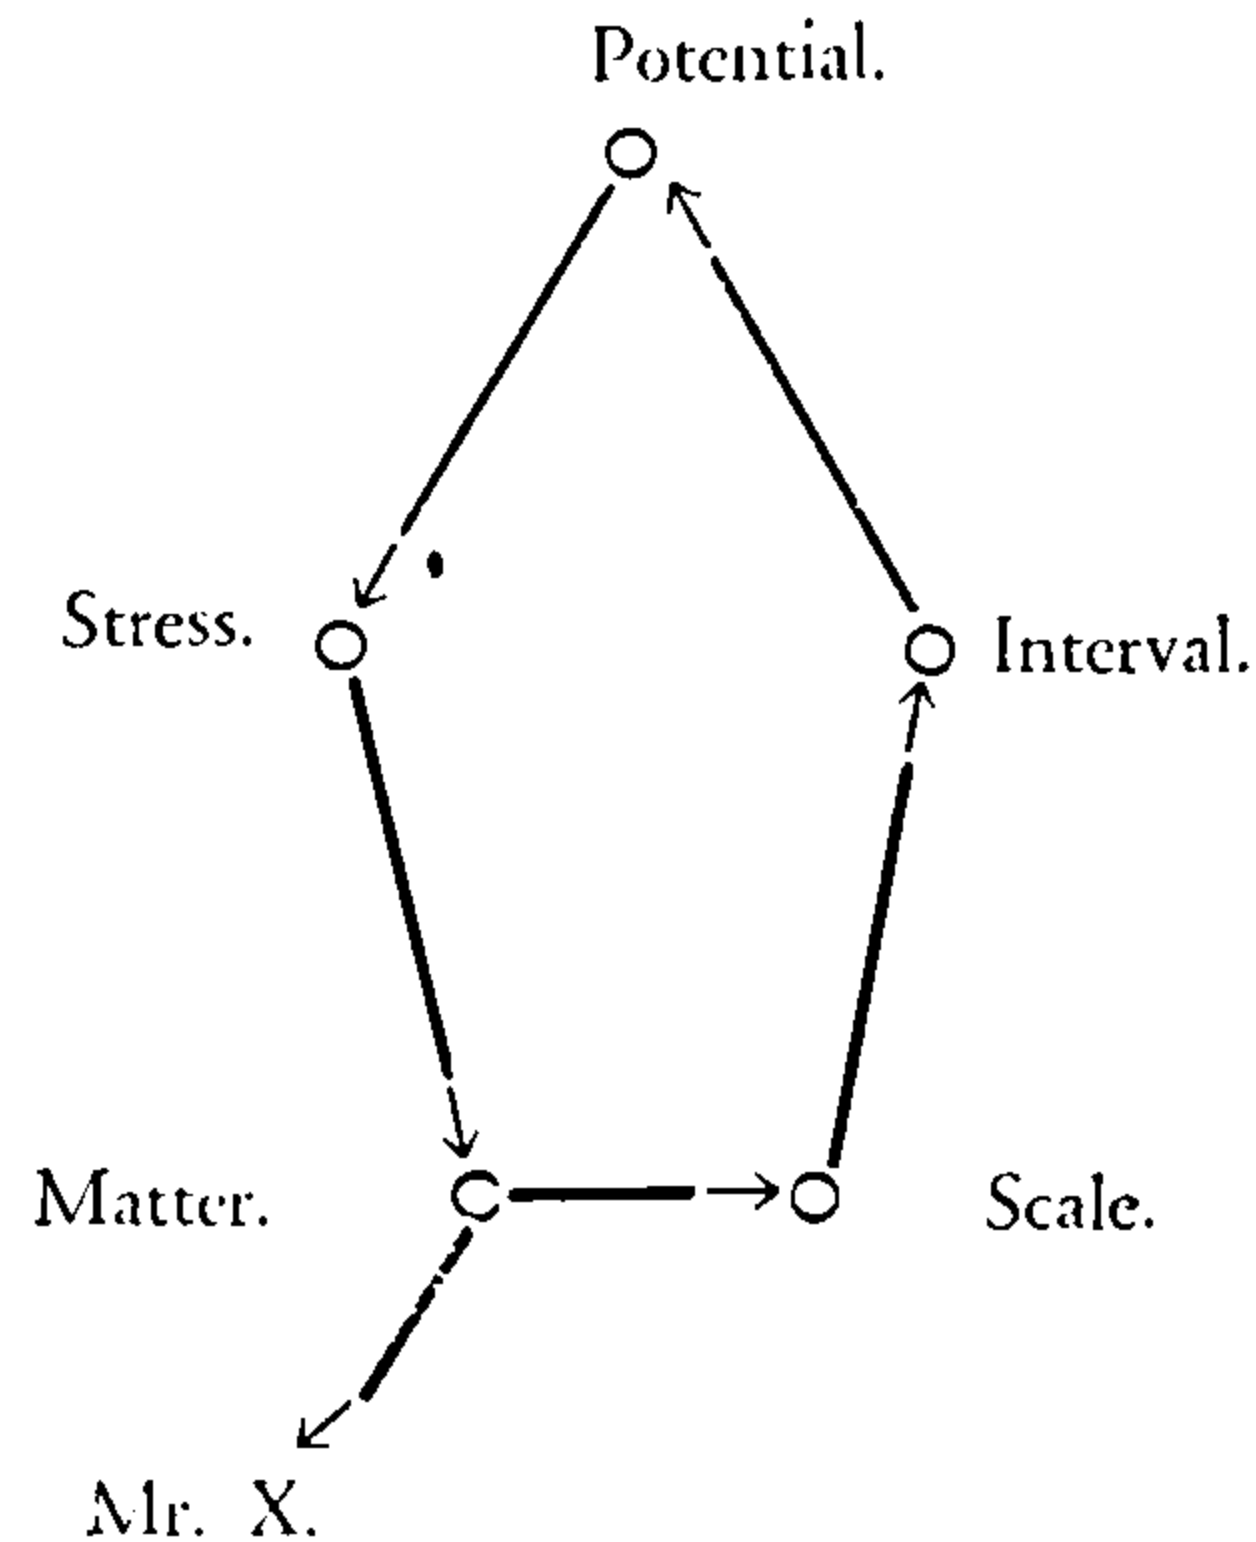 Potential.
Stress.
Interval.
Matter.
Scale.
Mr. X.